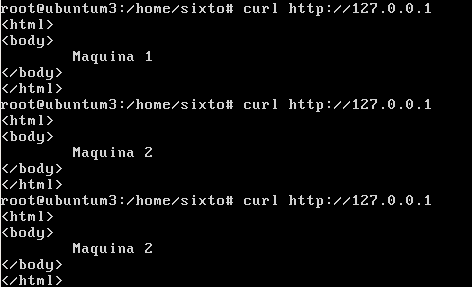 root@ubuntum3:/home/sixto# curl http://127.0.0.1
<html>
<body>
        Maquina 1
</body>
</html>
root@ubuntum3:/home/sixto# curl http://127.0.0.1
<html>
<body>
        Maquina 2
</body>
</html>
root@ubuntum3:/home/sixto# curl http://127.0.0.1
<html>
<body>
        Maquina 2
</body>
</html>